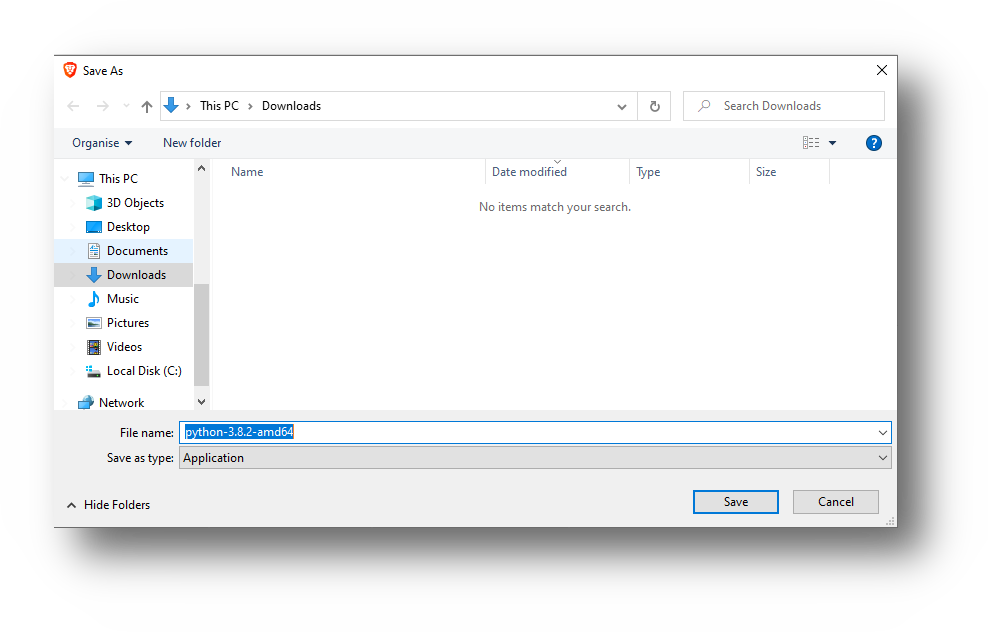 Save As
This PC > Downloads
Search Downloads
Organise
New folder
?
Name
Date modified
Type
Size
No items match your search.
This PC
3D Objects
Desktop
Documents
Downloads
Music
Pictures
Videos
Local Disk (C:)
Network
File name: python-3.8.2-amd64
Save as type: Application
Hide Folders
Save
Cancel